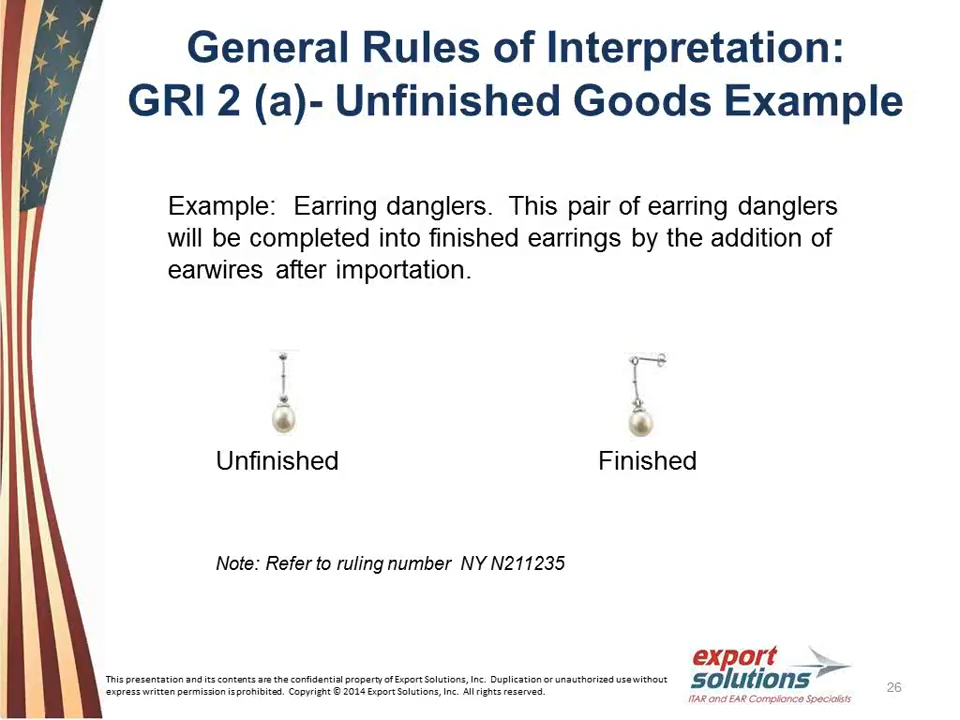 General Rules of Interpretation:
GRI 2 (a)- Unfinished Goods Example
Example: Earring danglers. This pair of earring danglers
will be completed into finished earrings by the addition of
earwires after importation.
Unfinished
Finished
Note: Refer to ruling number NY N211235
This presentation and its contents are the confidential property of Export Solutions, Inc. Duplication or unauthorized use without
express written permission is prohibited. Copyright © 2014 Export Solutions, Inc. All rights reserved.
export
solutions
ITAR and EAR Compliance Specialists
26